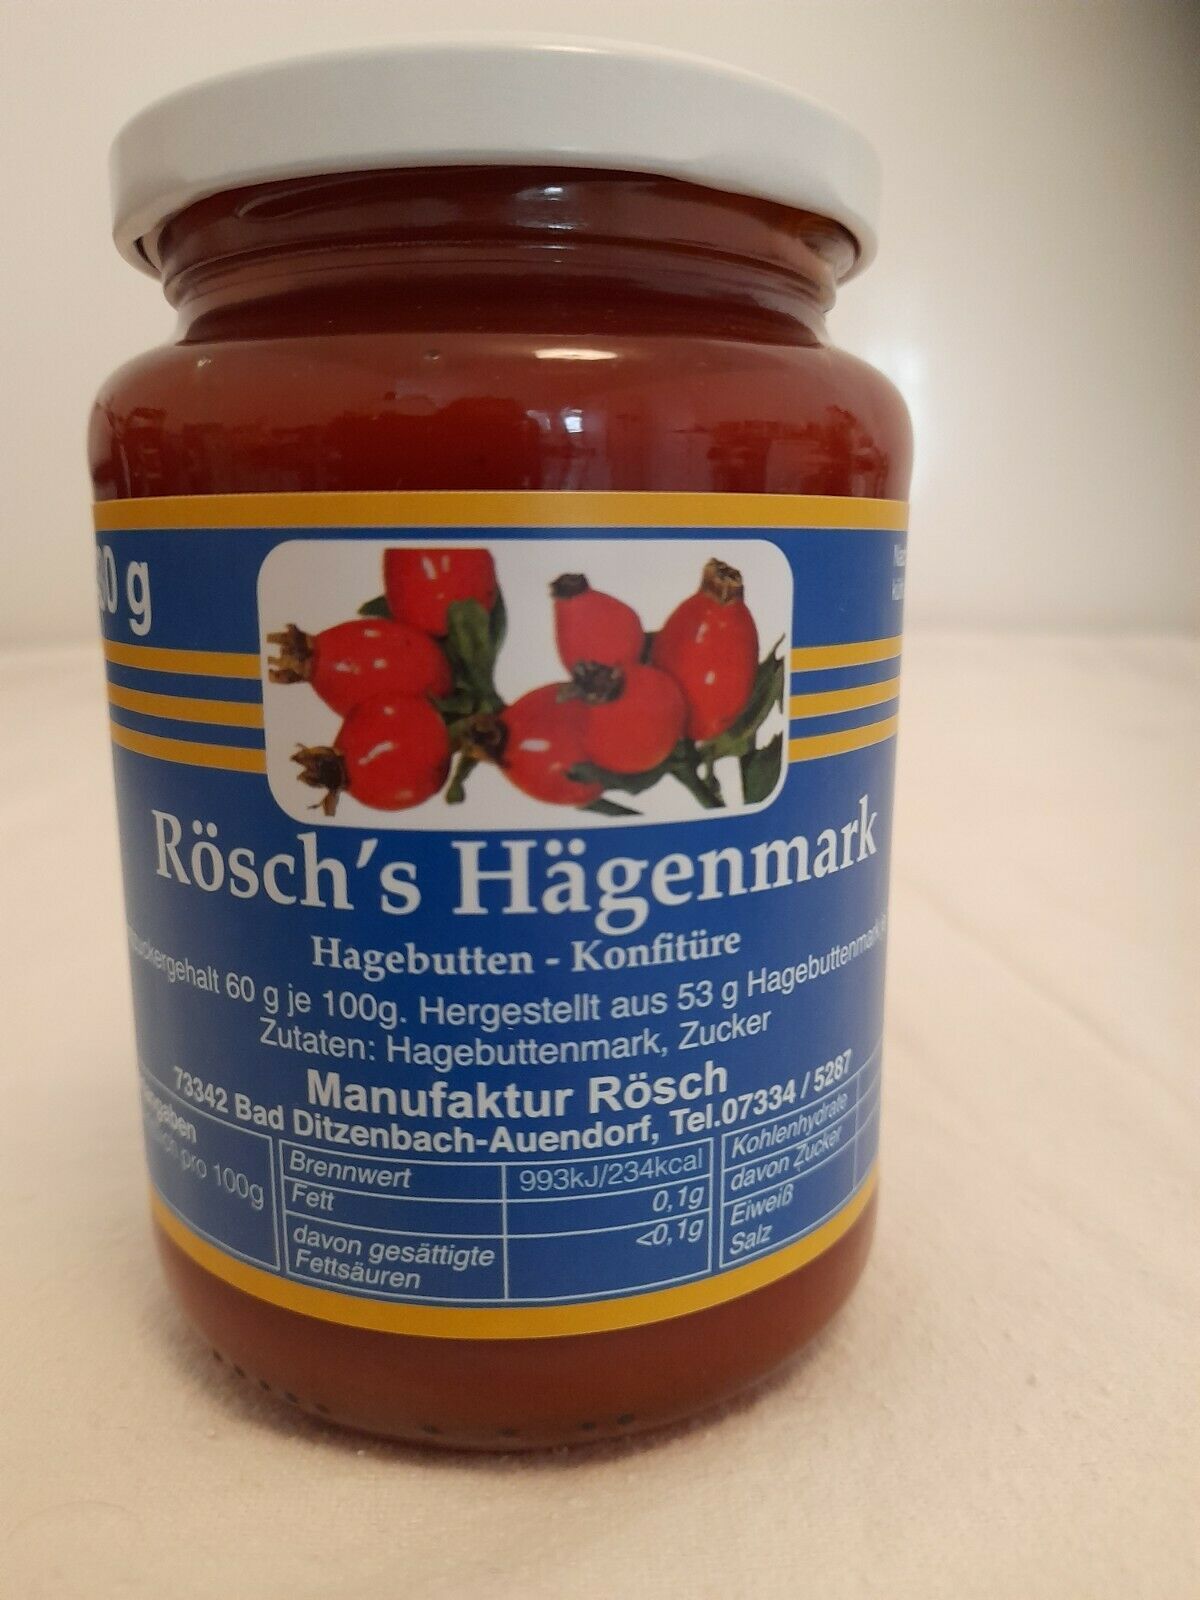 g
Rösch's Hägenmark
Hagebutten - Konfitüre
60 g je 100g. Hergestellt aus 53 g Hagebuttenmark
Zutaten: Hagebuttenmark, Zucker
Manufaktur Rösch
73342 Bad Ditzenbach-Auendorf, Tel.07334 / 5287
pro 100g
Brennwert 993kJ/234kcal
Fett 0,1g
davon gesättigte
Fettsäuren <0,1g
Kohlenhydrate
davon Zucker
Eiweiß
Salz